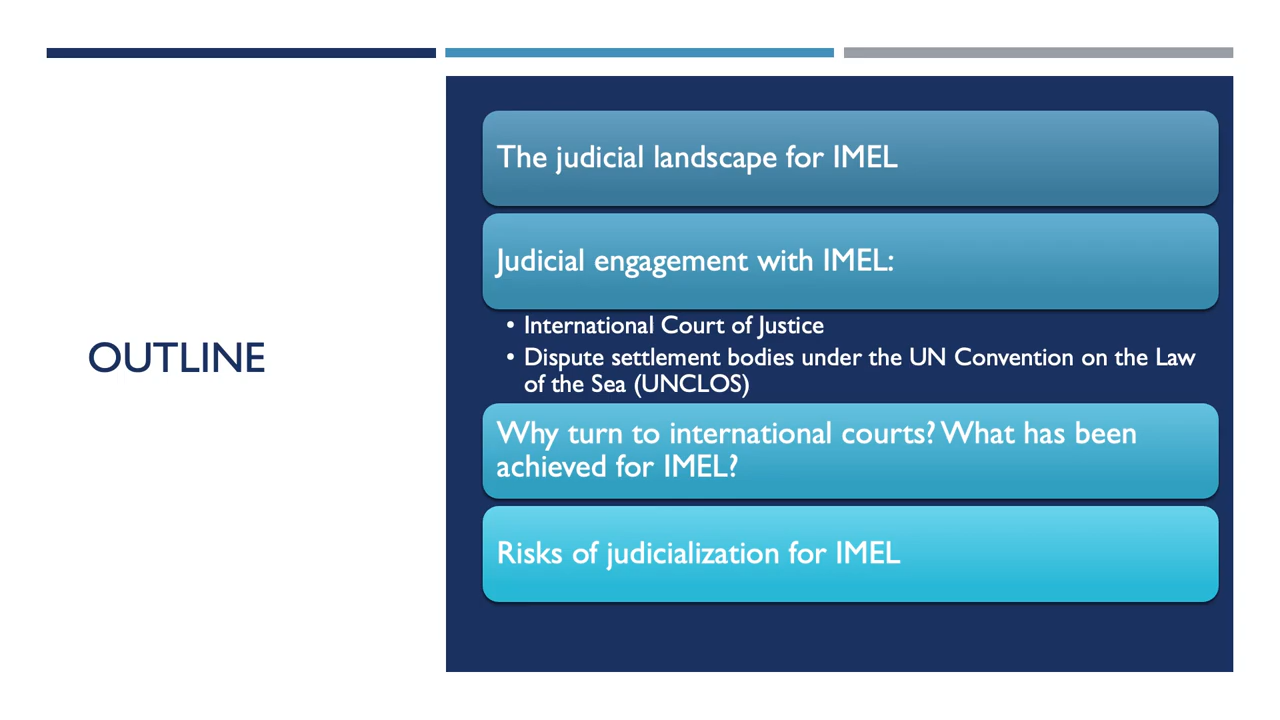 OUTLINE
The judicial landscape for IMEL
Judicial engagement with IMEL:
• International Court of Justice
• Dispute settlement bodies under the UN Convention on the Law
of the Sea (UNCLOS)
Why turn to international courts? What has been
achieved for IMEL?
Risks of judicialization for IMEL